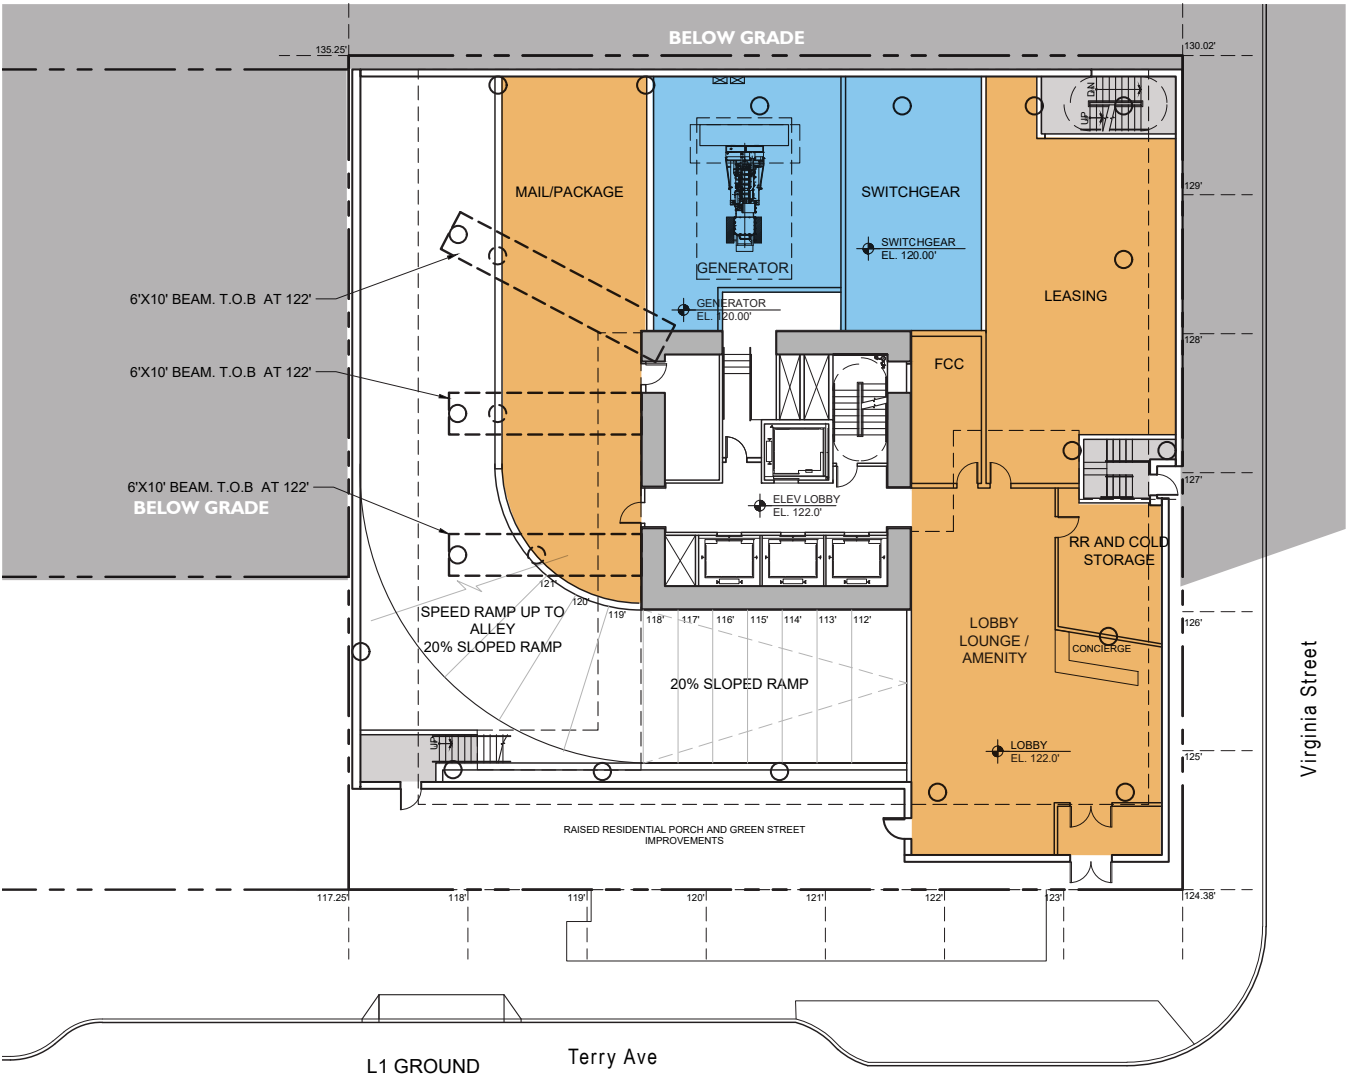 BELOW GRADE
135.25'
130.02'
DN
UP
MAIL/PACKAGE
SWITCHGEAR
129'
SWITCHGEAR
EL. 120.00'
GENERATOR
LEASING
6'X10' BEAM. T.O.B AT 122'
GENERATOR
EL. 120.00'
128'
FCC
6'X10' BEAM. T.O.B AT 122'
127'
6'X10' BEAM. T.O.B AT 122'
BELOW GRADE
ELEV LOBBY
EL. 122.0'
RR AND COLD
STORAGE
121'
120'
119'
118'
117'
116'
115'
114'
113'
112'
126'
SPEED RAMP UP TO
ALLEY
20% SLOPED RAMP
LOBBY
LOUNGE /
AMENITY
CONCIERGE
20% SLOPED RAMP
Virginia Street
UP
LOBBY
EL. 122.0'
125'
RAISED RESIDENTIAL PORCH AND GREEN STREET
IMPROVEMENTS
117.25'
118'
119'
120'
121'
122'
123'
124.38'
Terry Ave
L1 GROUND